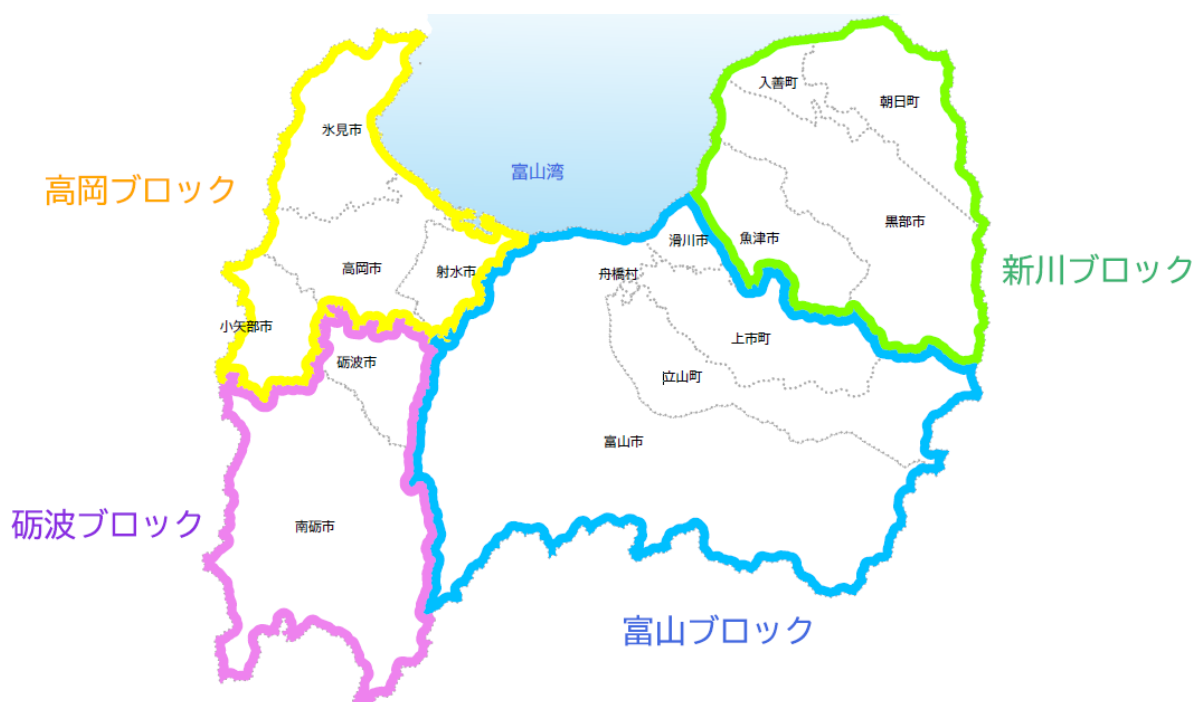 入善町
朝日町
氷見市
富山湾
高岡ブロック
黒部市
滑川市
魚津市
高岡市
射水市
舟橋村
新川ブロック
小矢部市
上市町
砺波市
立山町
富山市
砺波ブロック
南砺市
富山ブロック